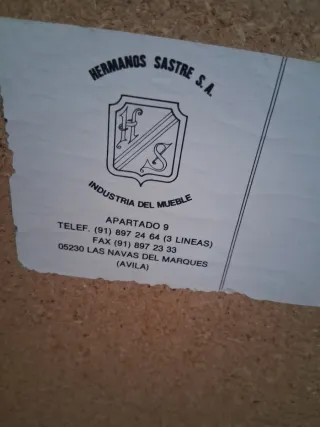 HERMANOS SASTRE S.A.
H
S
INDUSTRIA DEL MUEBLE
APARTADO 9
TELEF. (91) 897 24 64 (3 LINEAS)
FAX (91) 897 23 33
05230 LAS NAVAS DEL MARQUES
(AVILA)